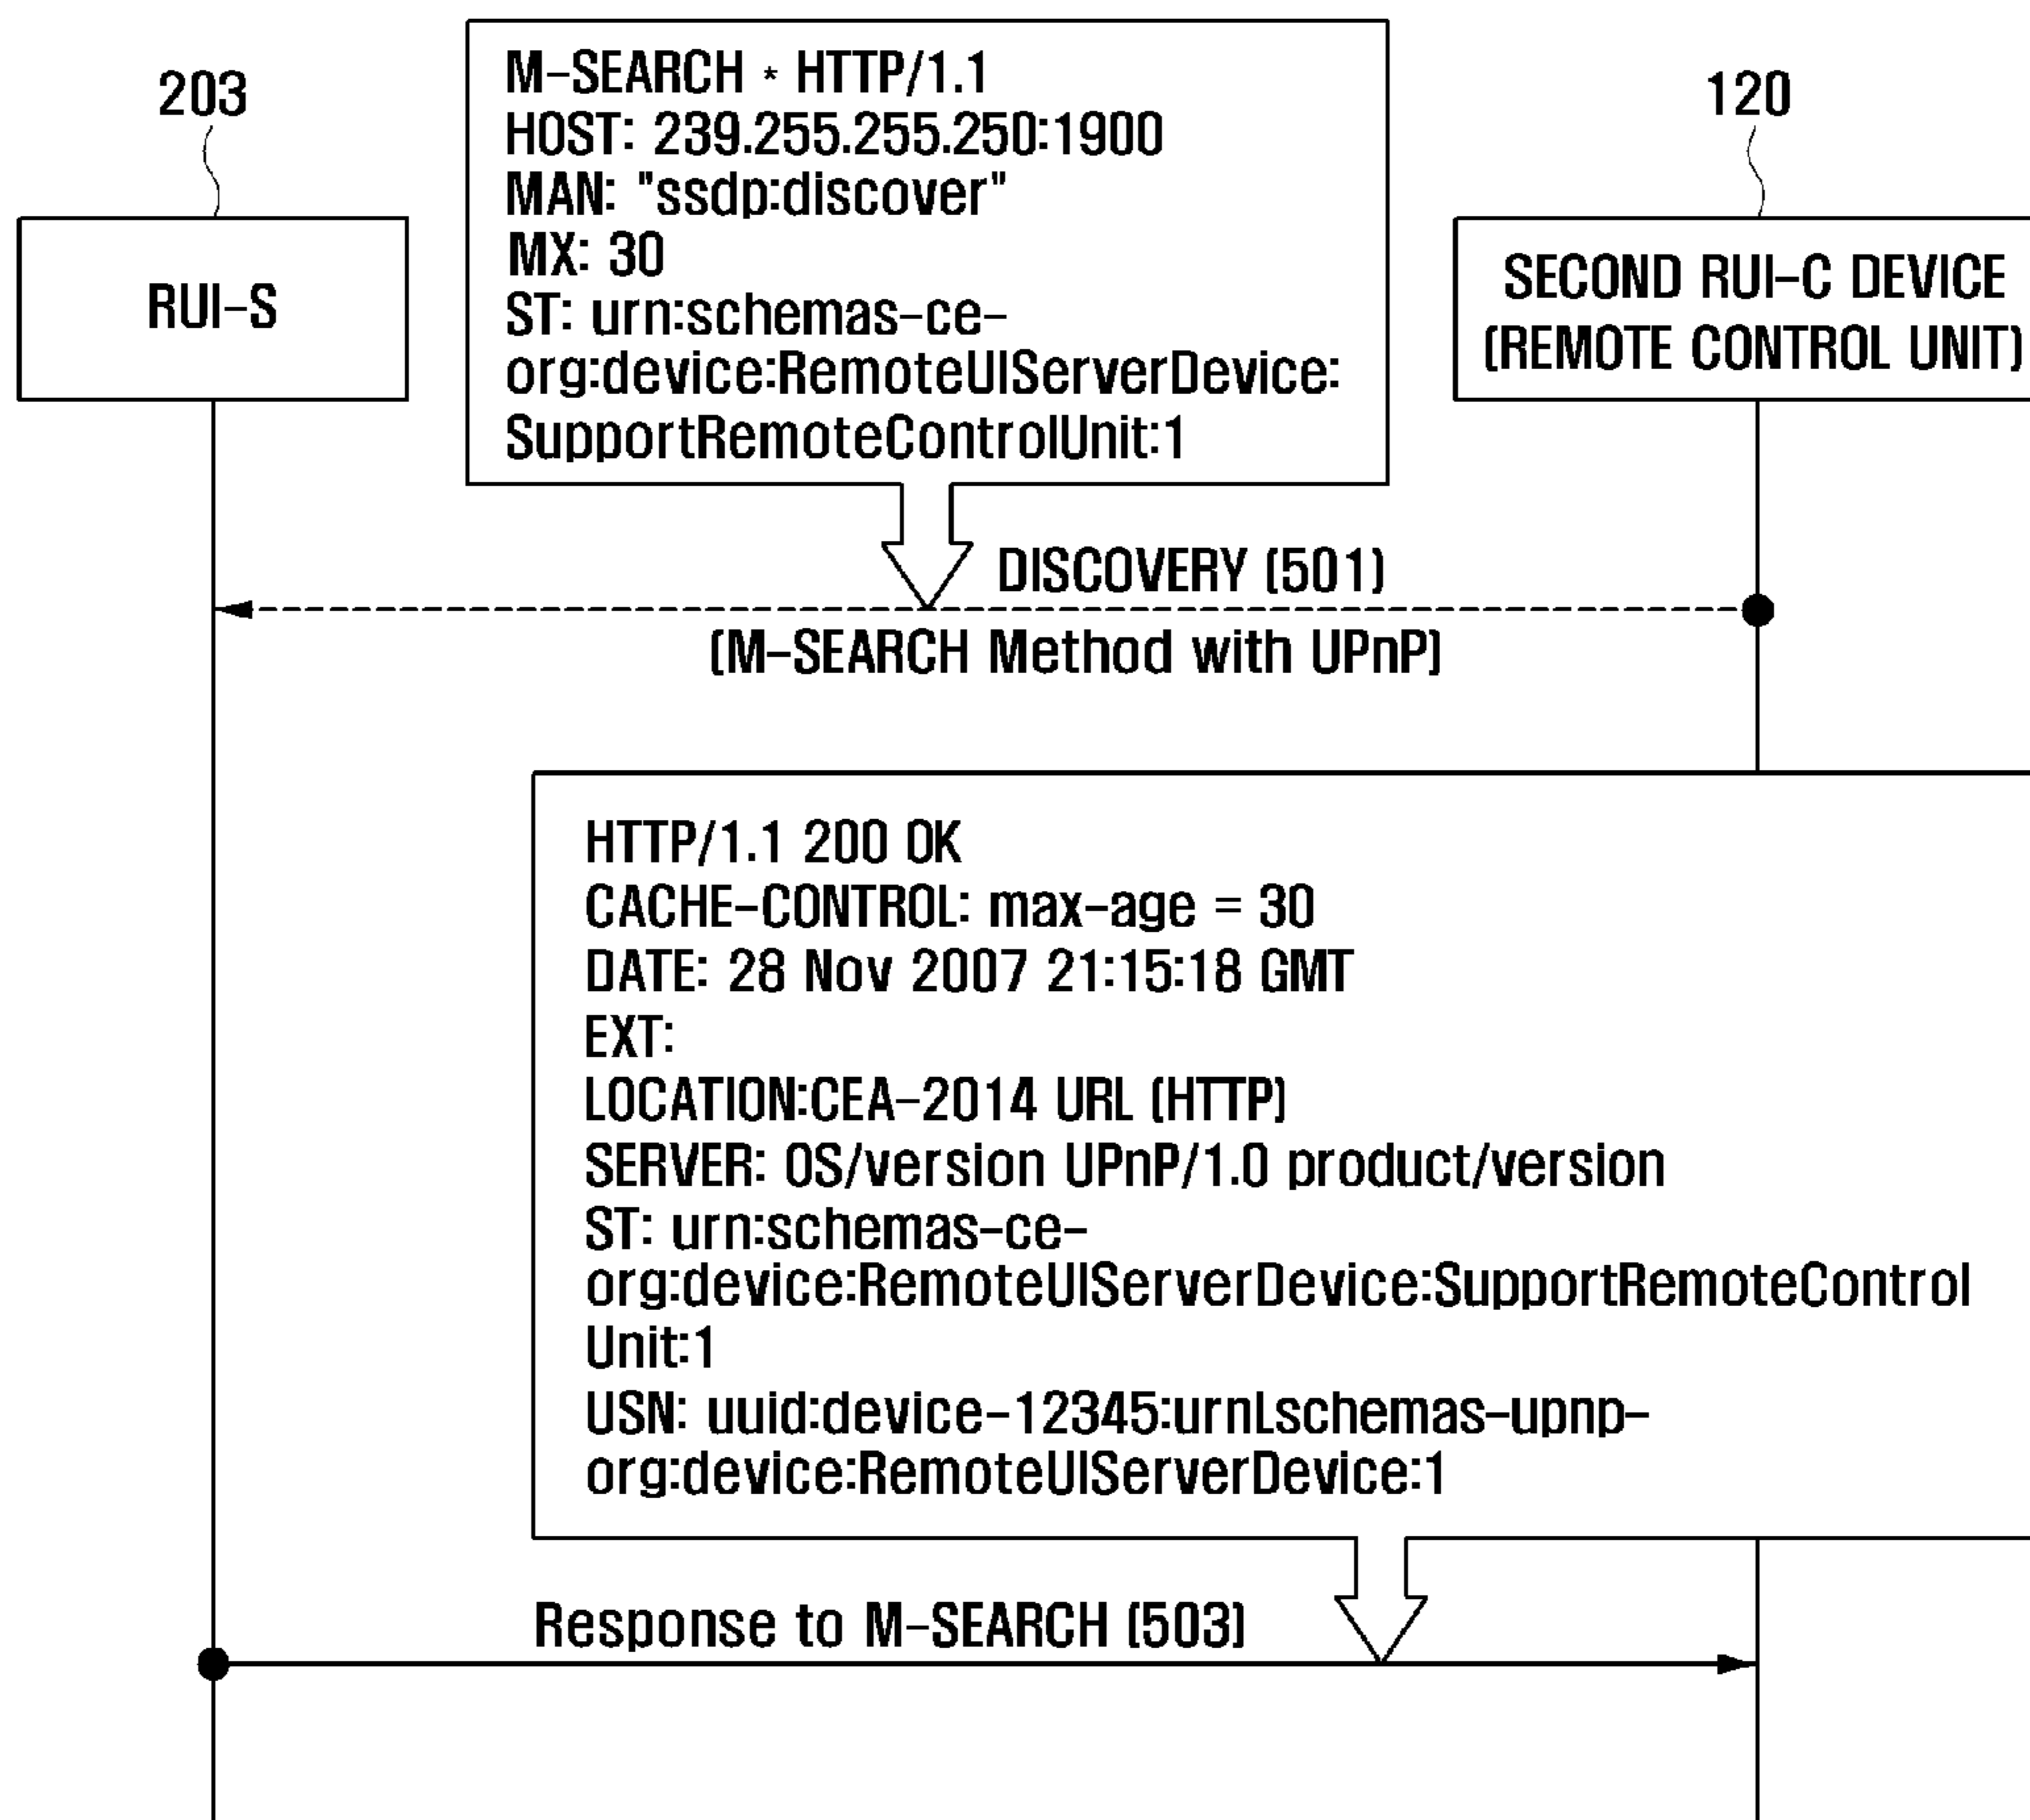 203
RUI-S
M-SEARCH * HTTP/1.1
HOST: 239.255.255.250:1900
MAN: "ssdp:discover"
MX: 30
ST: urn:schemas-ce-
org:device:RemoteUIServerDevice:
SupportRemoteControlUnit:1
120
SECOND RUI-C DEVICE
(REMOTE CONTROL UNIT)
DISCOVERY (501)
(M-SEARCH Method with UPnP)
HTTP/1.1 200 OK
CACHE-CONTROL: max-age = 30
DATE: 28 Nov 2007 21:15:18 GMT
EXT:
LOCATION:CEA-2014 URL (HTTP)
SERVER: OS/version UPnP/1.0 product/version
ST: urn:schemas-ce-
org:device:RemoteUIServerDevice:SupportRemoteControl
Unit:1
USN: uuid:device-12345:urnLschemas-upnp-
org:device:RemoteUIServerDevice:1
Response to M-SEARCH (503)